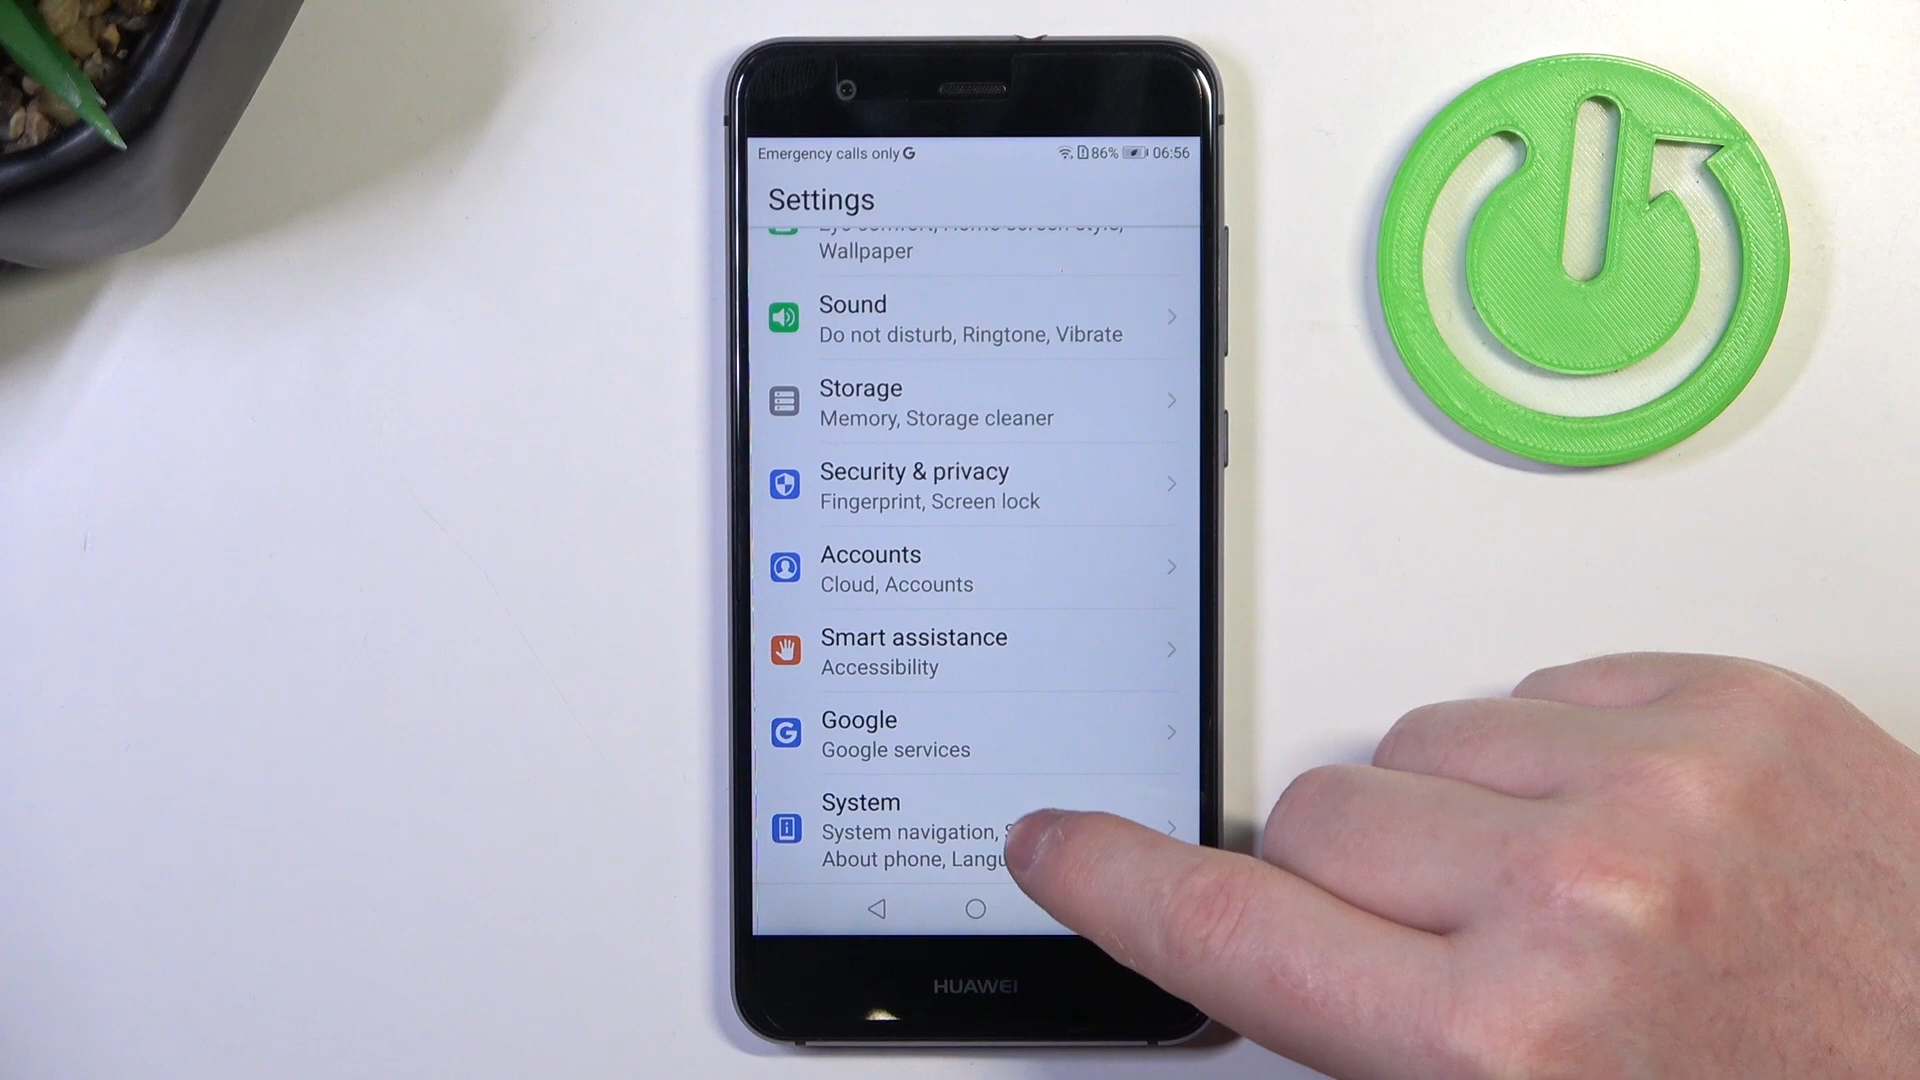 Emergency calls only G 86% 06:56
Settings
Wallpaper
Sound
Do not disturb, Ringtone, Vibrate
Storage
Memory, Storage cleaner
Security & privacy
Fingerprint, Screen lock
Accounts
Cloud, Accounts
Smart assistance
Accessibility
G Google
Google services
System
System navigation,
About phone,
HUAWEI